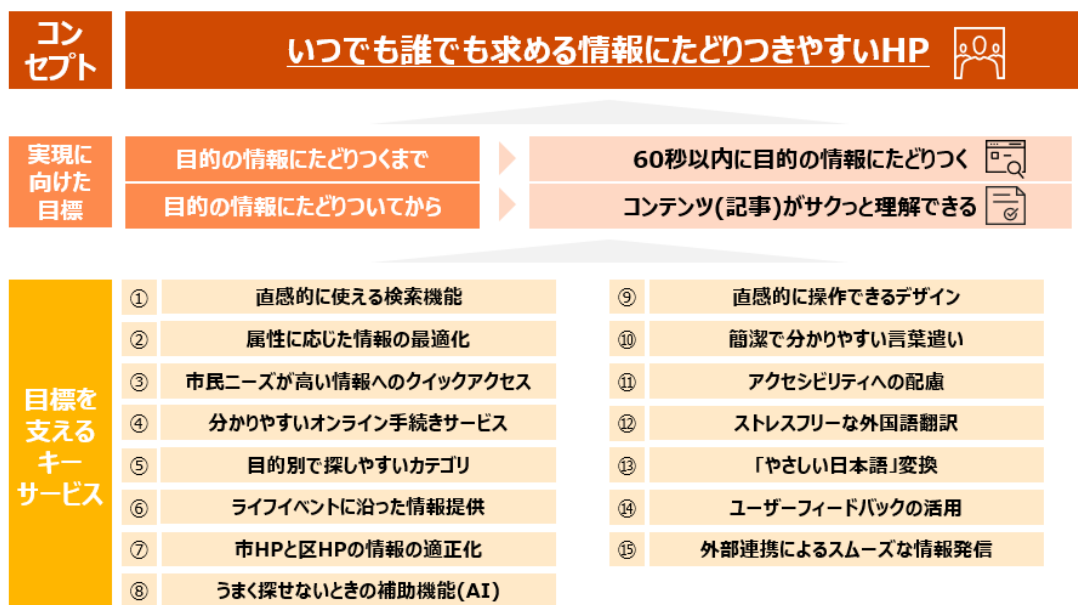 コン
セプト
いつでも誰でも求める情報にたどりつきやすいHP
実現に
向けた
目標
目的の情報にたどりつくまで
60秒以内に目的の情報にたどりつく
目的の情報にたどりついてから
コンテンツ(記事)がサクっと理解できる
目標を
支える
キー
サービス
① 直感的に使える検索機能
② 属性に応じた情報の最適化
③ 市民ニーズが高い情報へのクイックアクセス
④ 分かりやすいオンライン手続きサービス
⑤ 目的別で探しやすいカテゴリ
⑥ ライフイベントに沿った情報提供
⑦ 市HPと区HPの情報の適正化
⑧ うまく探せないときの補助機能(AI)
⑨ 直感的に操作できるデザイン
⑩ 簡潔で分かりやすい言葉遣い
⑪ アクセシビリティへの配慮
⑫ ストレスフリーな外国語翻訳
⑬ 「やさしい日本語」変換
⑭ ユーザーフィードバックの活用
⑮ 外部連携によるスムーズな情報発信